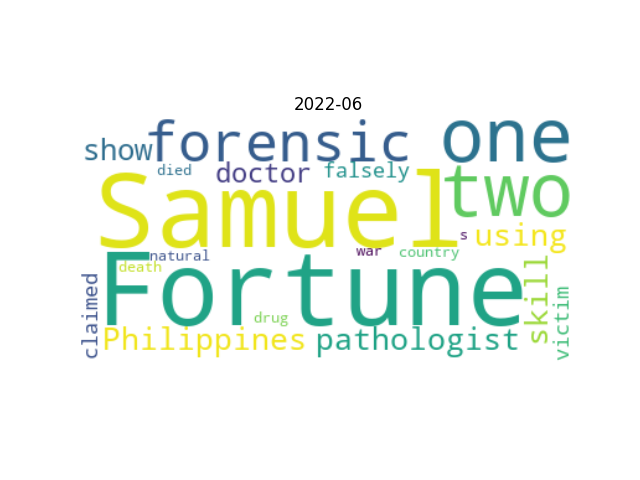 2022-06
forensic one
show
died doctor falsely
Samuel two
s using
natural war country
death
Fortune
claimed drug skill victim
Philippines pathologist